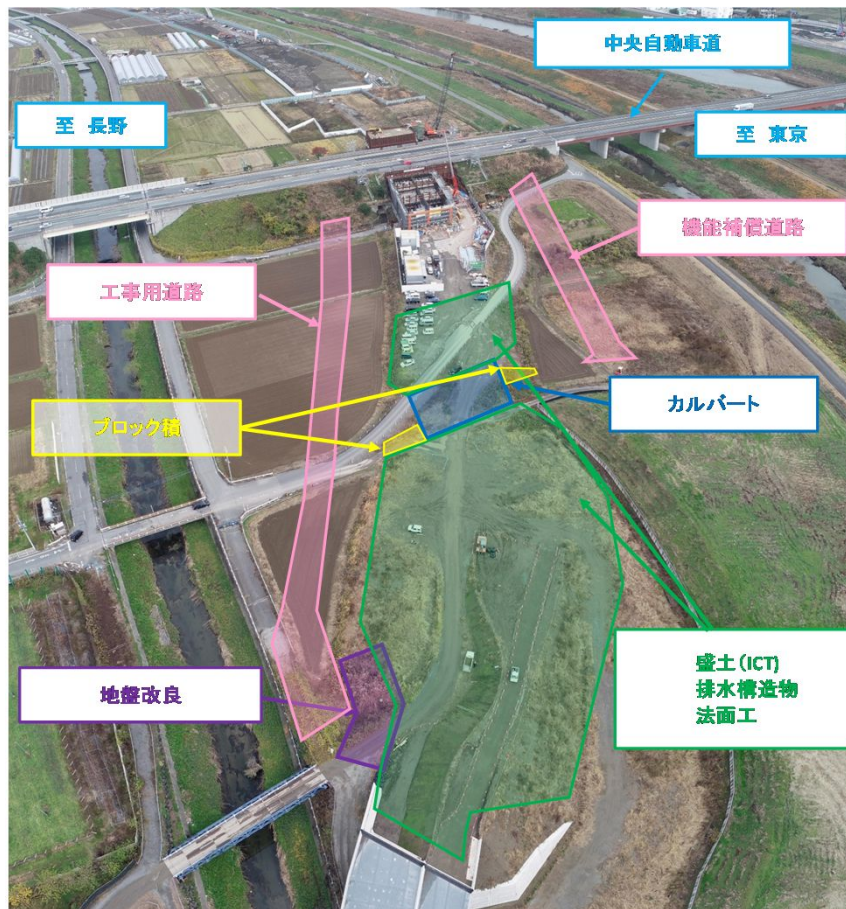 中央自動車道
至 長野
至 東京
機能補償道路
工事用道路
カルバート
ブロック積
盛土(ICT)
排水構造物
法面工
地盤改良